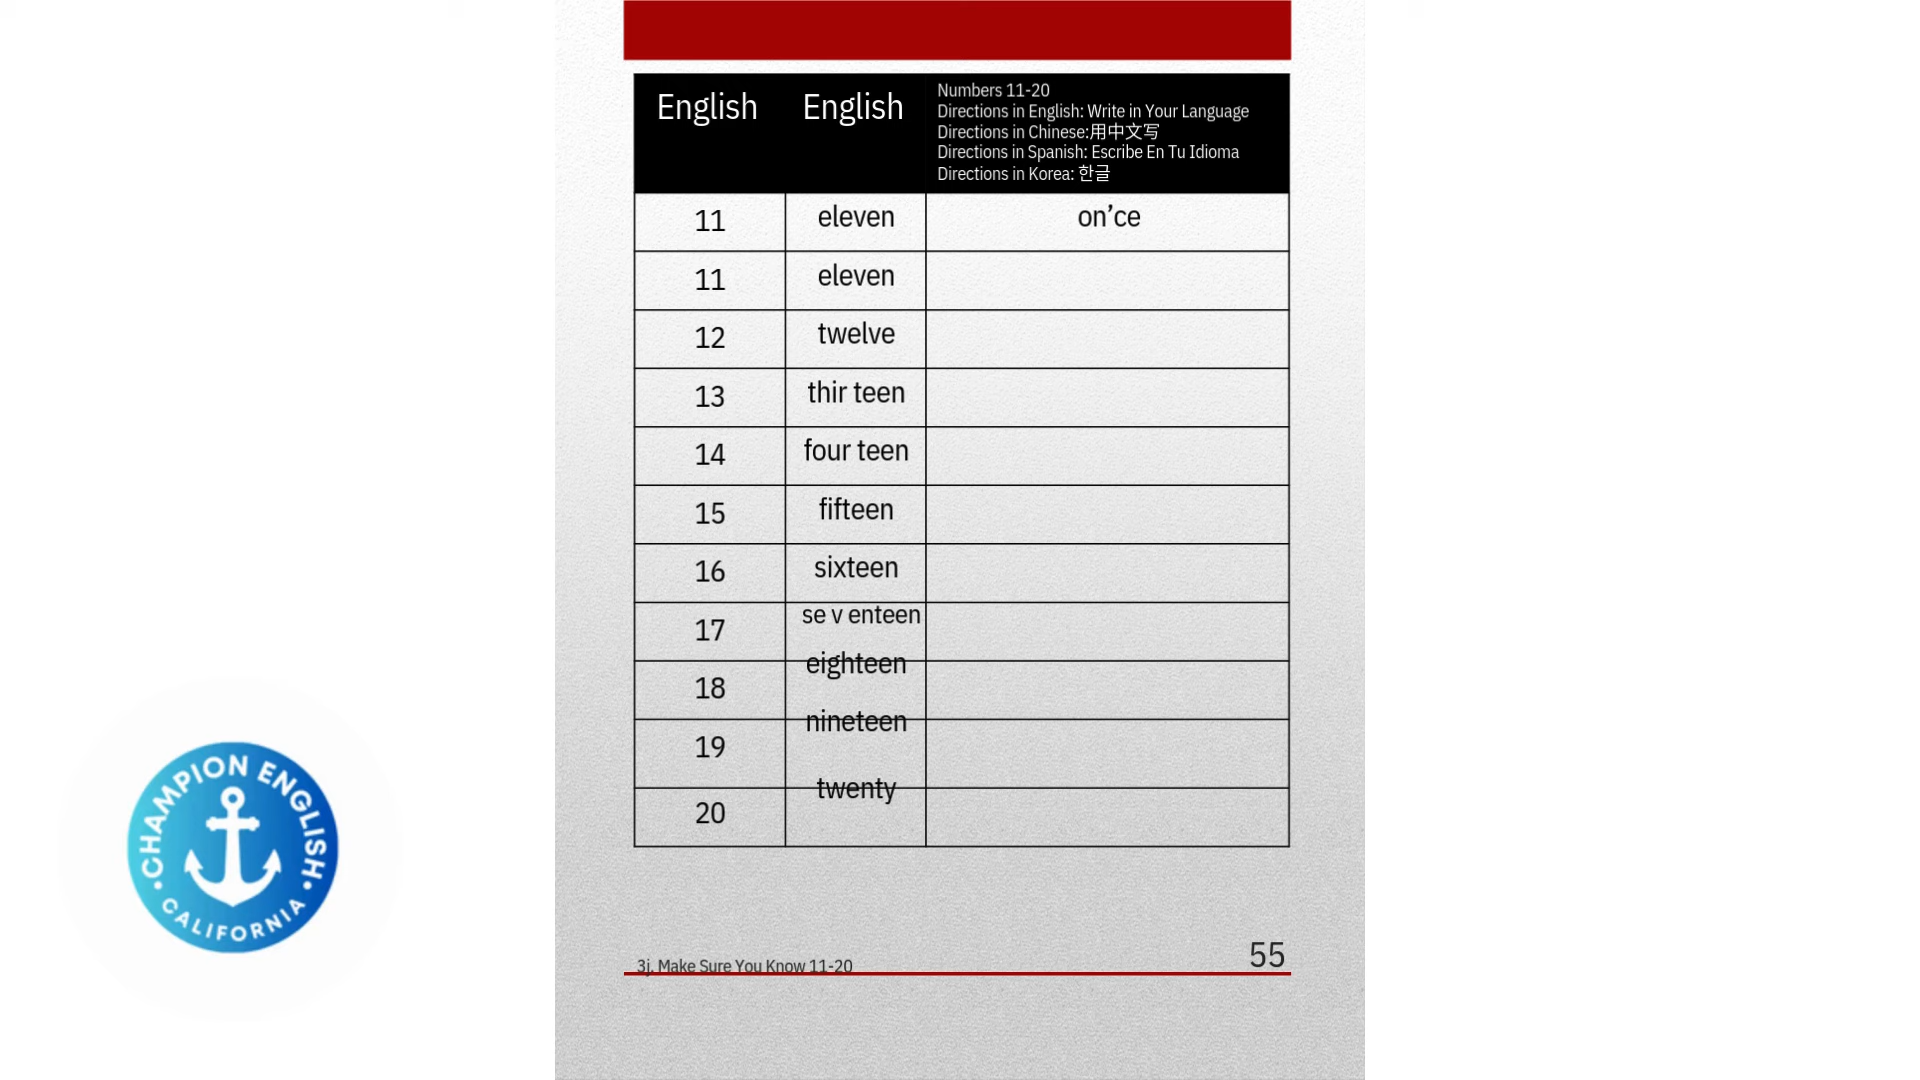 English English
Numbers 11-20
Directions in English: Write in Your Language
Directions in Chinese:用中文写
Directions in Spanish: Escribe En Tu Idioma
Directions in Korea: 한글
11 eleven on’ce
11 eleven
12 twelve
13 thir teen
14 four teen
15 fifteen
16 sixteen
17 se v enteen
18 eighteen
19 nineteen
20 twenty
CHAMPION ENGLISH
CALIFORNIA
3j. Make Sure You Know 11-20
55